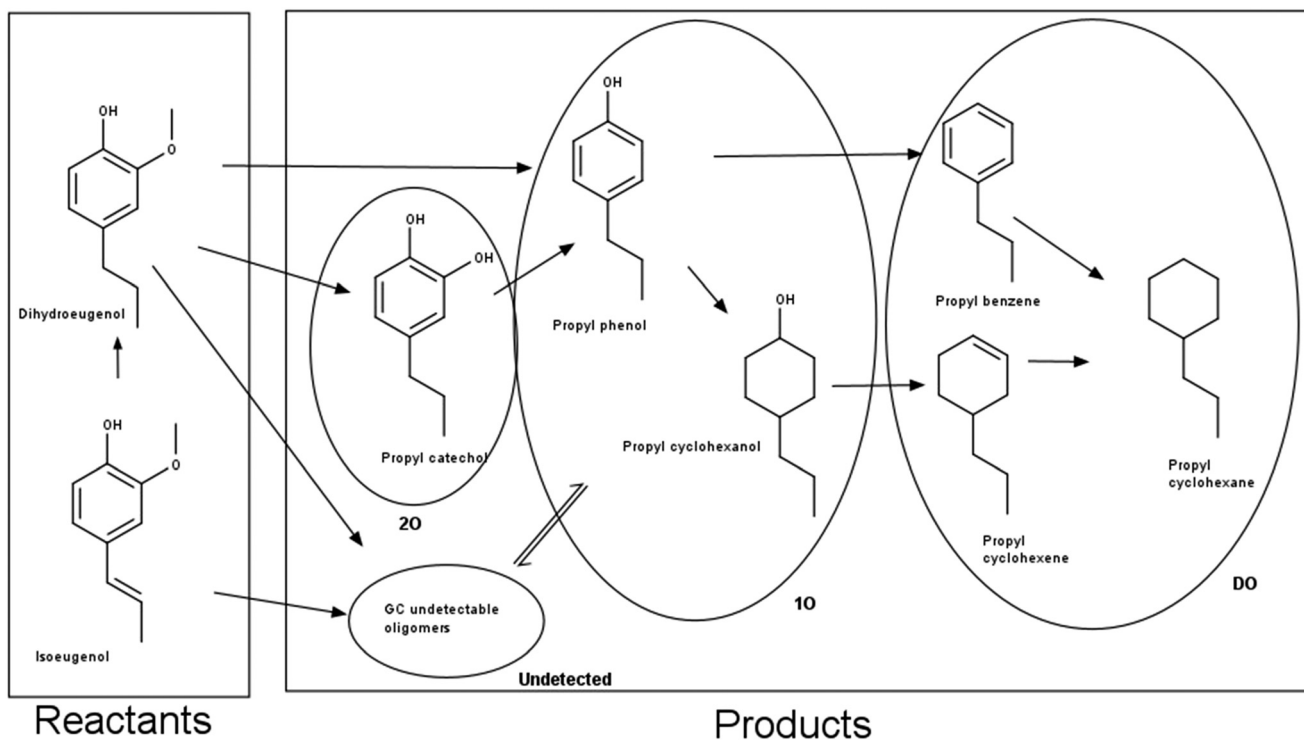 OH
O
Dihydroeugenol
OH
O
Isoeugenol
Reactants
OH
OH
Propyl catechol
2O
GC undetectable
oligomers
Undetected
OH
Propyl phenol
OH
Propyl cyclohexanol
1O
Propyl benzene
Propyl
cyclohexene
Propyl
cyclohexane
DO
Products